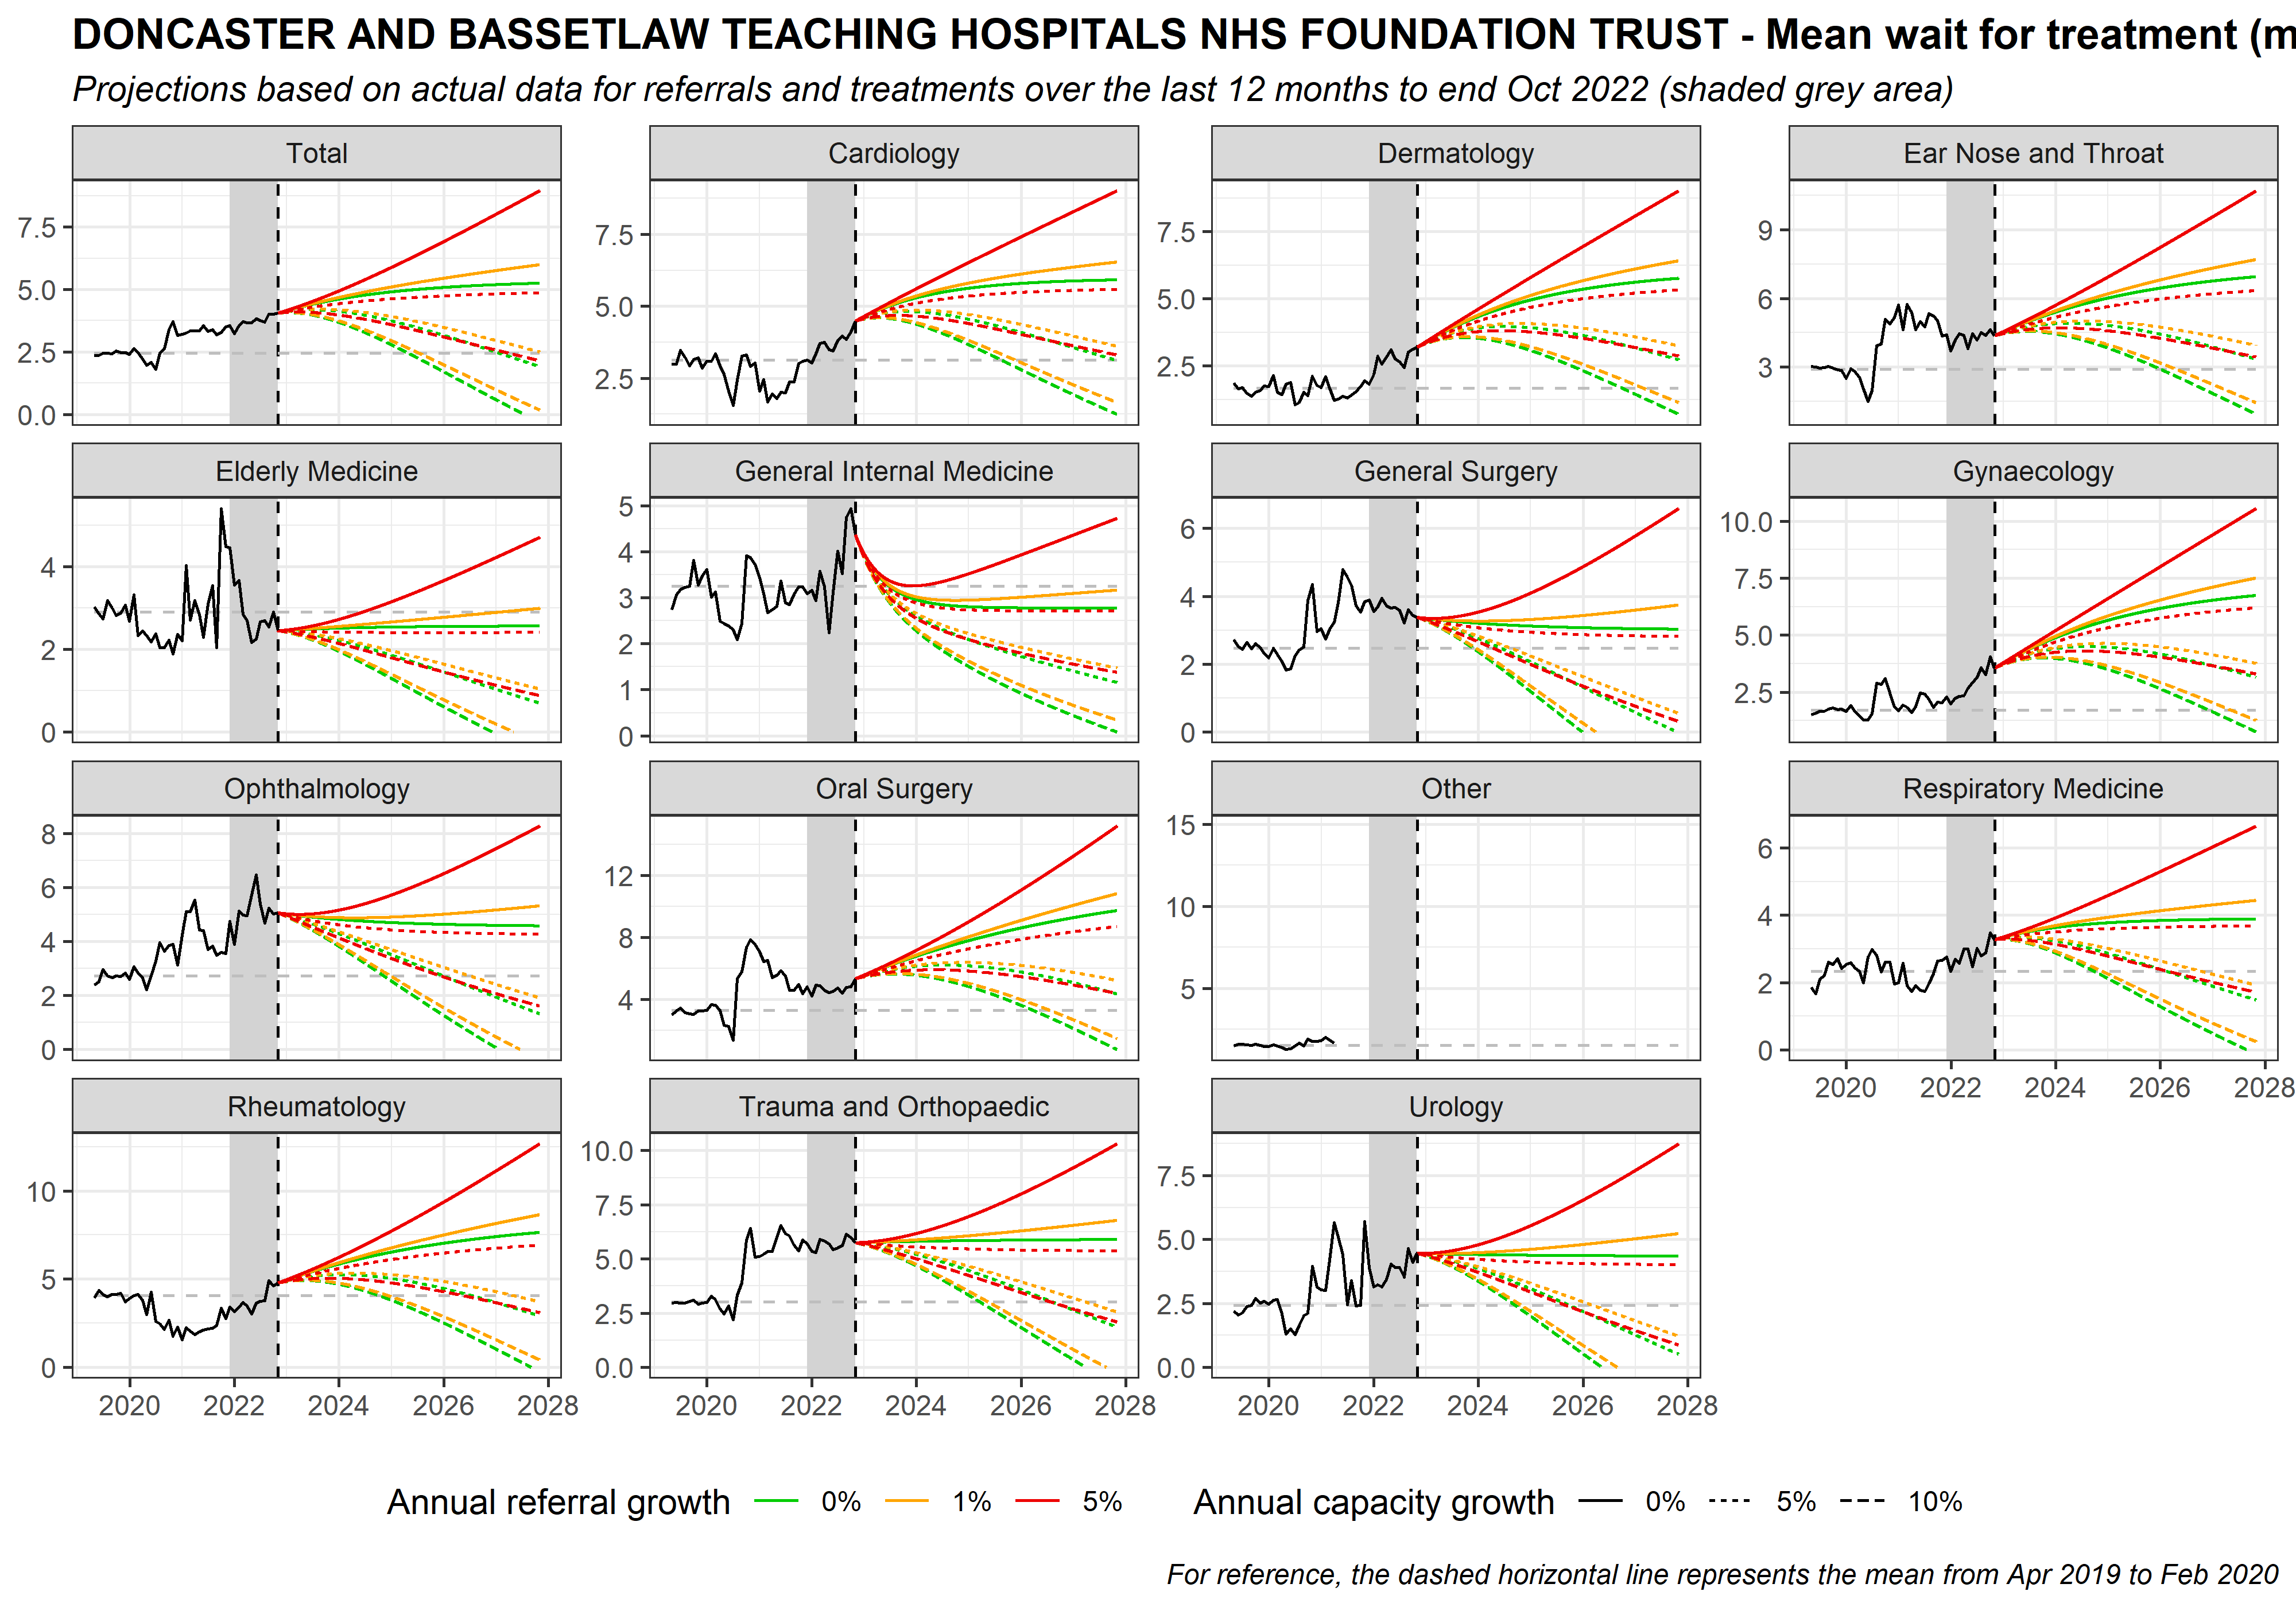 DONCASTER AND BASSETLAW TEACHING HOSPITALS NHS FOUNDATION TRUST - Mean wait for treatment (m
Projections based on actual data for referrals and treatments over the last 12 months to end Oct 2022 (shaded grey area)
Total Cardiology Dermatology Ear Nose and Throat
7.5 7.5 7.5 9
5.0 5.0 5.0 6
2.5 2.5 2.5 3
0.0
Elderly Medicine General Internal Medicine General Surgery Gynaecology
4 5 6 10.0
2 4 4 7.5
0 3 2 5.0
2 0 2.5
1
0
Ophthalmology Oral Surgery Other Respiratory Medicine
8 12 15 6
6 8 10 4
4 4 5 2
2 0
0 2020 2022 2024 2026 2028
Rheumatology Trauma and Orthopaedic Urology
10 10.0 7.5
5 7.5 5.0
0 5.0 2.5
2.5 0.0
0.0
2020 2022 2024 2026 2028 2020 2022 2024 2026 2028 2020 2022 2024 2026 2028
Annual referral growth 0% 1% 5% Annual capacity growth 0% 5% 10%
For reference, the dashed horizontal line represents the mean from Apr 2019 to Feb 2020